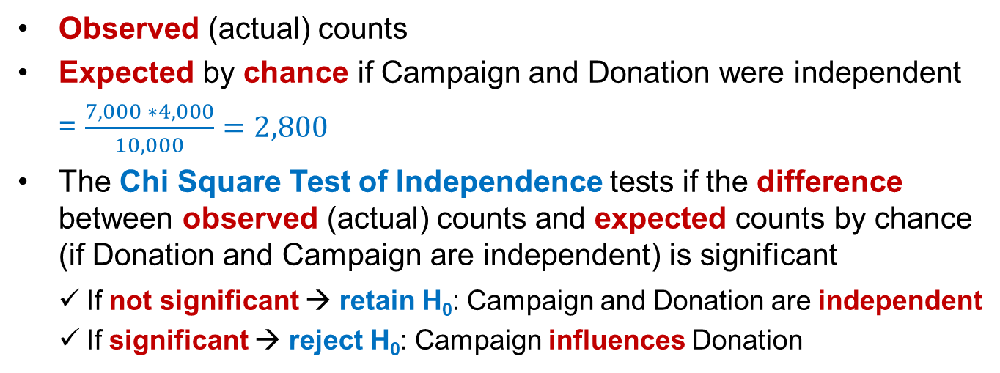 • Observed (actual) counts
• Expected by chance if Campaign and Donation were independent
= 7,000 *4,000 / 10,000 = 2,800
• The Chi Square Test of Independence tests if the difference
between observed (actual) counts and expected counts by chance
(if Donation and Campaign are independent) is significant
✓ If not significant → retain H₀: Campaign and Donation are independent
✓ If significant → reject H₀: Campaign influences Donation